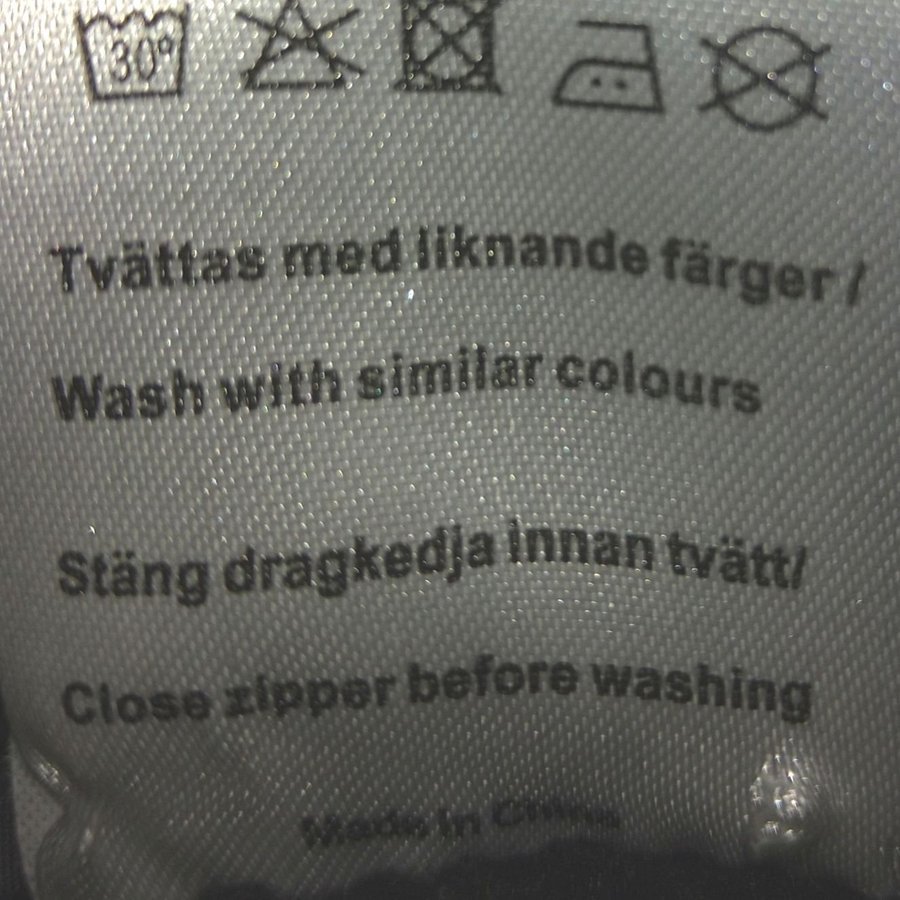 30°
Tvättas med liknande färger /
Wash with similar colours
Stäng dragkedja innan tvätt/
Close zipper before washing
Made in China